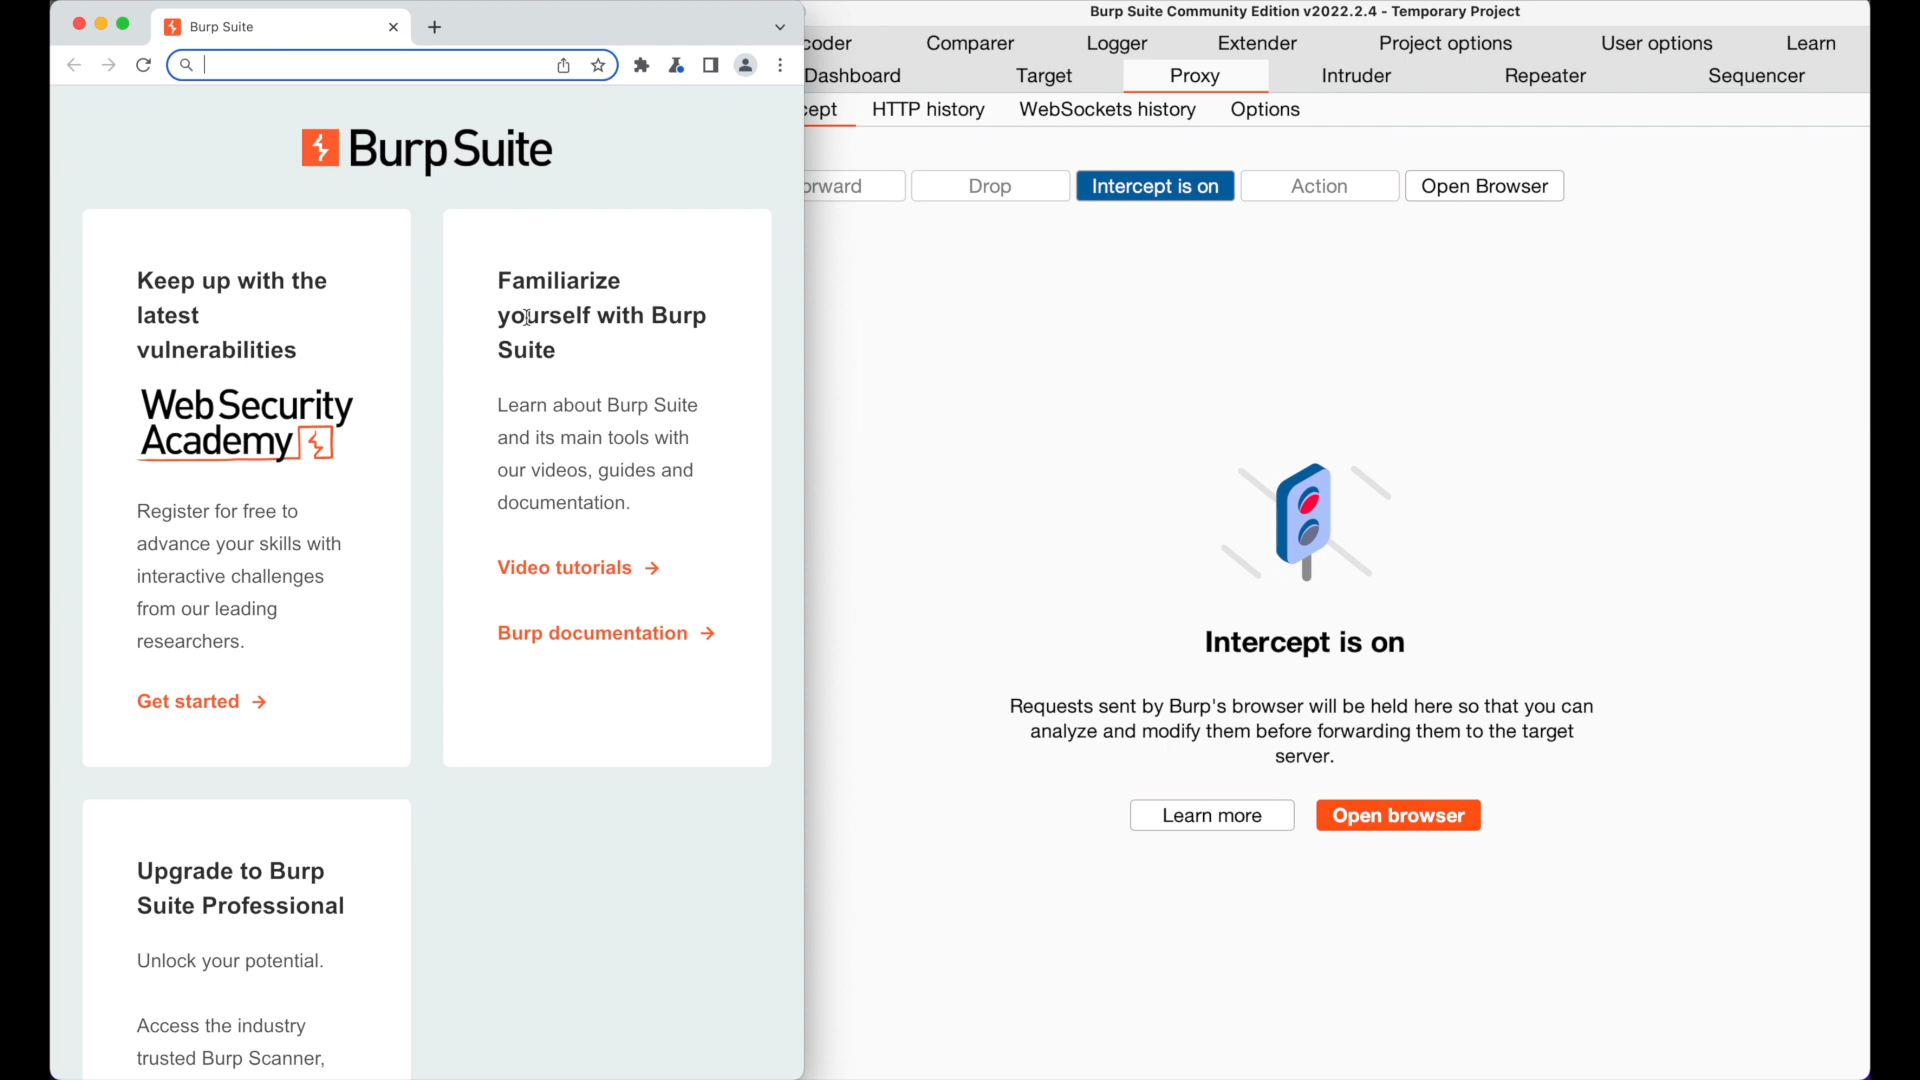 Burp Suite
Burp Suite
Keep up with the
latest
vulnerabilities
Web Security
Academy
Register for free to
advance your skills with
interactive challenges
from our leading
researchers.
Get started
Familiarize
yourself with Burp
Suite
Learn about Burp Suite
and its main tools with
our videos, guides and
documentation.
Video tutorials
Burp documentation
Upgrade to Burp
Suite Professional
Unlock your potential.
Access the industry
trusted Burp Scanner,
Burp Suite Community Edition v2022.2.4 - Temporary Project
coder Comparer Logger Extender Project options User options Learn
Dashboard Target Proxy Intruder Repeater Sequencer
cept HTTP history WebSockets history Options
orward Drop Intercept is on Action Open Browser
Intercept is on
Requests sent by Burp's browser will be held here so that you can
analyze and modify them before forwarding them to the target
server.
Learn more Open browser